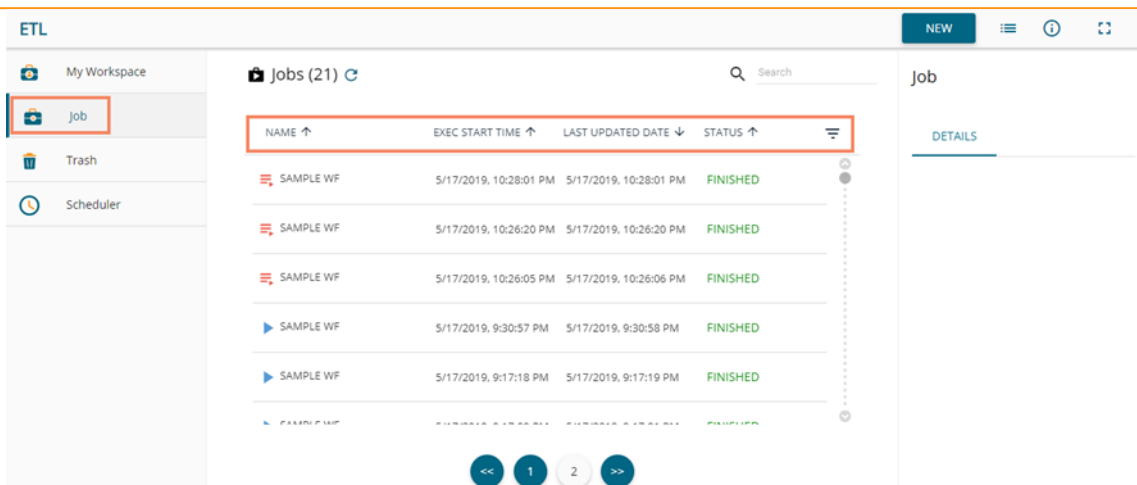 ETL
NEW
My Workspace
Job
Trash
Scheduler
Jobs (21)
Search
NAME EXEC START TIME LAST UPDATED DATE STATUS
SAMPLE WF 5/17/2019, 10:28:01 PM 5/17/2019, 10:28:01 PM FINISHED
SAMPLE WF 5/17/2019, 10:26:20 PM 5/17/2019, 10:26:20 PM FINISHED
SAMPLE WF 5/17/2019, 10:26:05 PM 5/17/2019, 10:26:06 PM FINISHED
SAMPLE WF 5/17/2019, 9:30:57 PM 5/17/2019, 9:30:58 PM FINISHED
SAMPLE WF 5/17/2019, 9:17:18 PM 5/17/2019, 9:17:19 PM FINISHED
<< 1 2 >>
Job
DETAILS